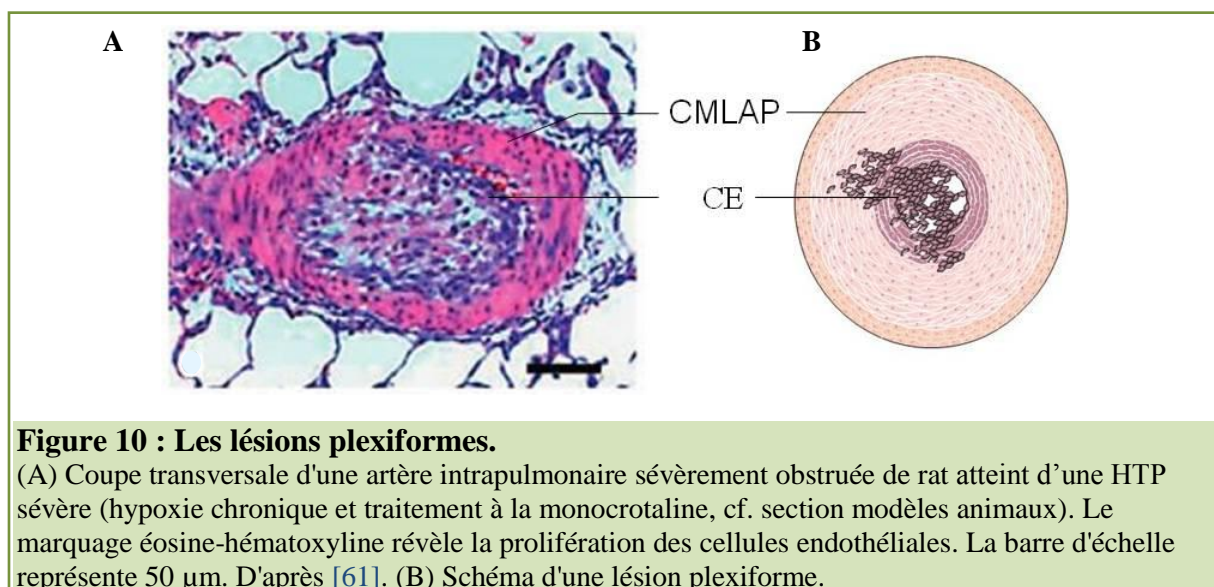 A
B
CMLAP
CE
Figure 10 : Les lésions plexiformes.
(A) Coupe transversale d'une artère intrapulmonaire sévèrement obstruée de rat atteint d’une HTP
sévère (hypoxie chronique et traitement à la monocrotaline, cf. section modèles animaux). Le
marquage éosine-hématoxyline révèle la prolifération des cellules endothéliales. La barre d'échelle
représente 50 µm. D'après [61]. (B) Schéma d'une lésion plexiforme.